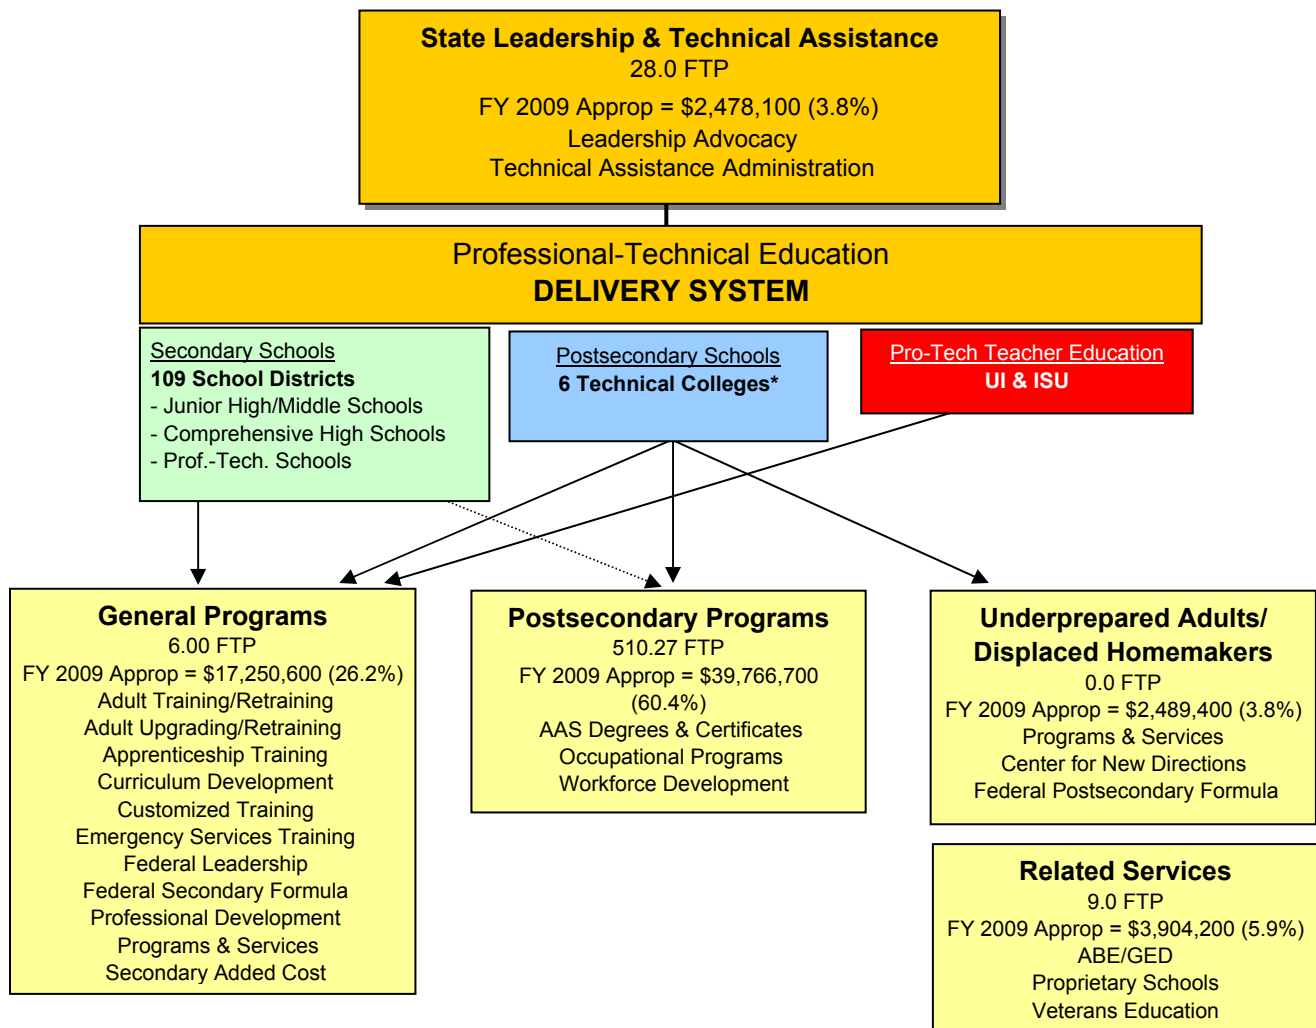 State Leadership & Technical Assistance
28.0 FTP
FY 2009 Approp = $2,478,100 (3.8%)
Leadership Advocacy
Technical Assistance Administration
Professional-Technical Education
DELIVERY SYSTEM
Secondary Schools
109 School Districts
- Junior High/Middle Schools
- Comprehensive High Schools
- Prof.-Tech. Schools
Postsecondary Schools
6 Technical Colleges*
Pro-Tech Teacher Education
UI & ISU
General Programs
6.00 FTP
FY 2009 Approp = $17,250,600 (26.2%)
Adult Training/Retraining
Adult Upgrading/Retraining
Apprenticeship Training
Curriculum Development
Customized Training
Emergency Services Training
Federal Leadership
Federal Secondary Formula
Professional Development
Programs & Services
Secondary Added Cost
Postsecondary Programs
510.27 FTP
FY 2009 Approp = $39,766,700
(60.4%)
AAS Degrees & Certificates
Occupational Programs
Workforce Development
Underprepared Adults/
Displaced Homemakers
0.0 FTP
FY 2009 Approp = $2,489,400 (3.8%)
Programs & Services
Center for New Directions
Federal Postsecondary Formula
Related Services
9.0 FTP
FY 2009 Approp = $3,904,200 (5.9%)
ABE/GED
Proprietary Schools
Veterans Education